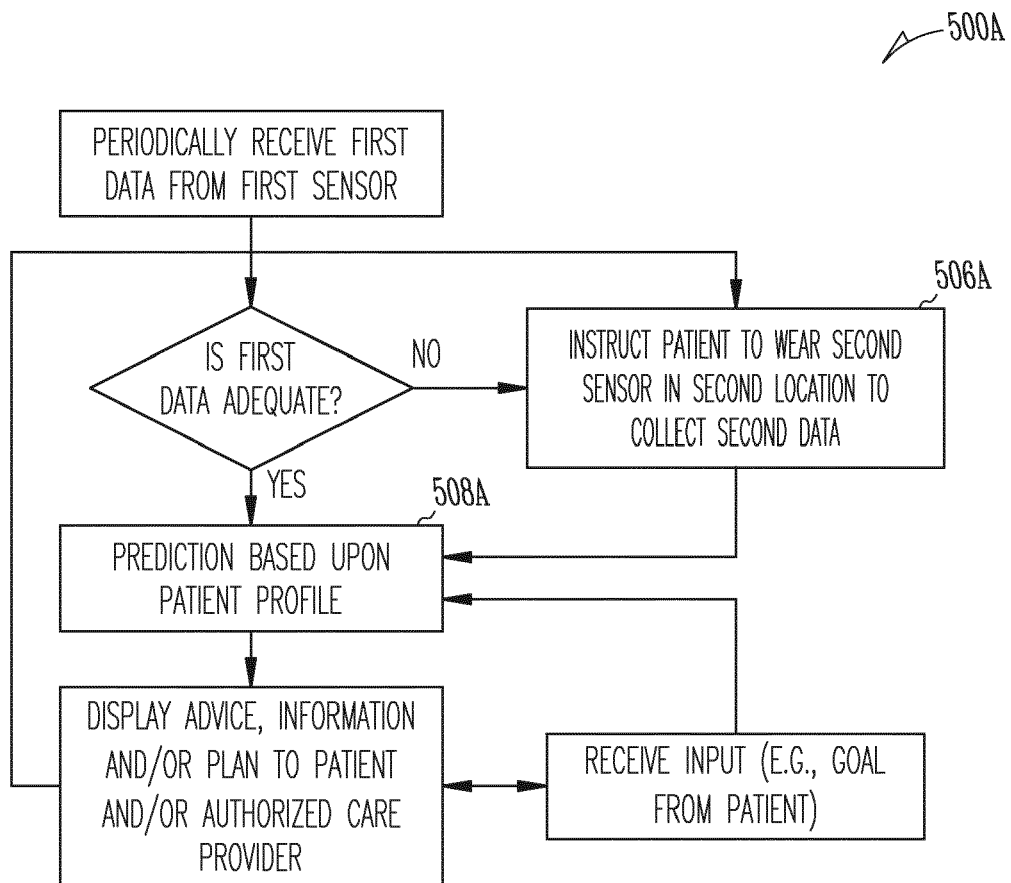 500A
PERIODICALLY RECEIVE FIRST
DATA FROM FIRST SENSOR
506A
IS FIRST
DATA ADEQUATE?
NO
INSTRUCT PATIENT TO WEAR SECOND
SENSOR IN SECOND LOCATION TO
COLLECT SECOND DATA
YES
508A
PREDICTION BASED UPON
PATIENT PROFILE
DISPLAY ADVICE, INFORMATION
AND/OR PLAN TO PATIENT
AND/OR AUTHORIZED CARE
PROVIDER
RECEIVE INPUT (E.G., GOAL
FROM PATIENT)